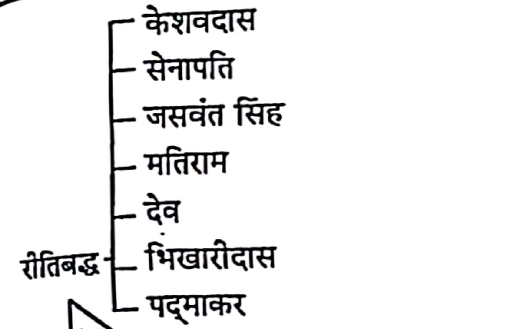 केशवदास
सेनापति
जसवंत सिंह
मतिराम
देव
रीतिबद्ध भिखारीदास
पद्माकर